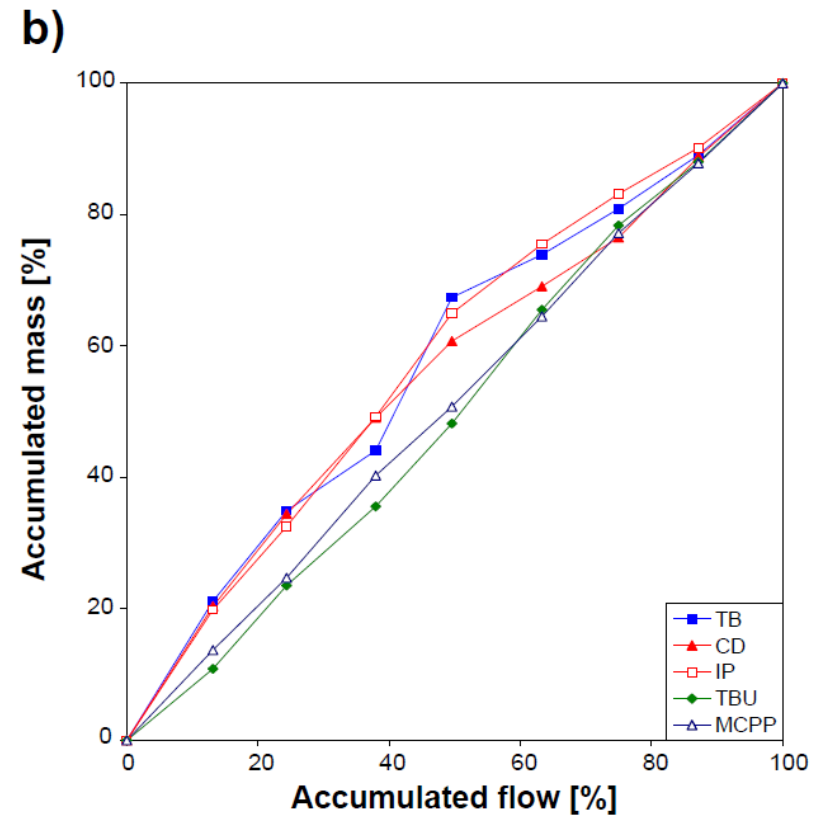 b)
100
80
60
40
20
0
Accumulated mass [%]
TB
CD
IP
TBU
MCPP
0 20 40 60 80 100
Accumulated flow [%]